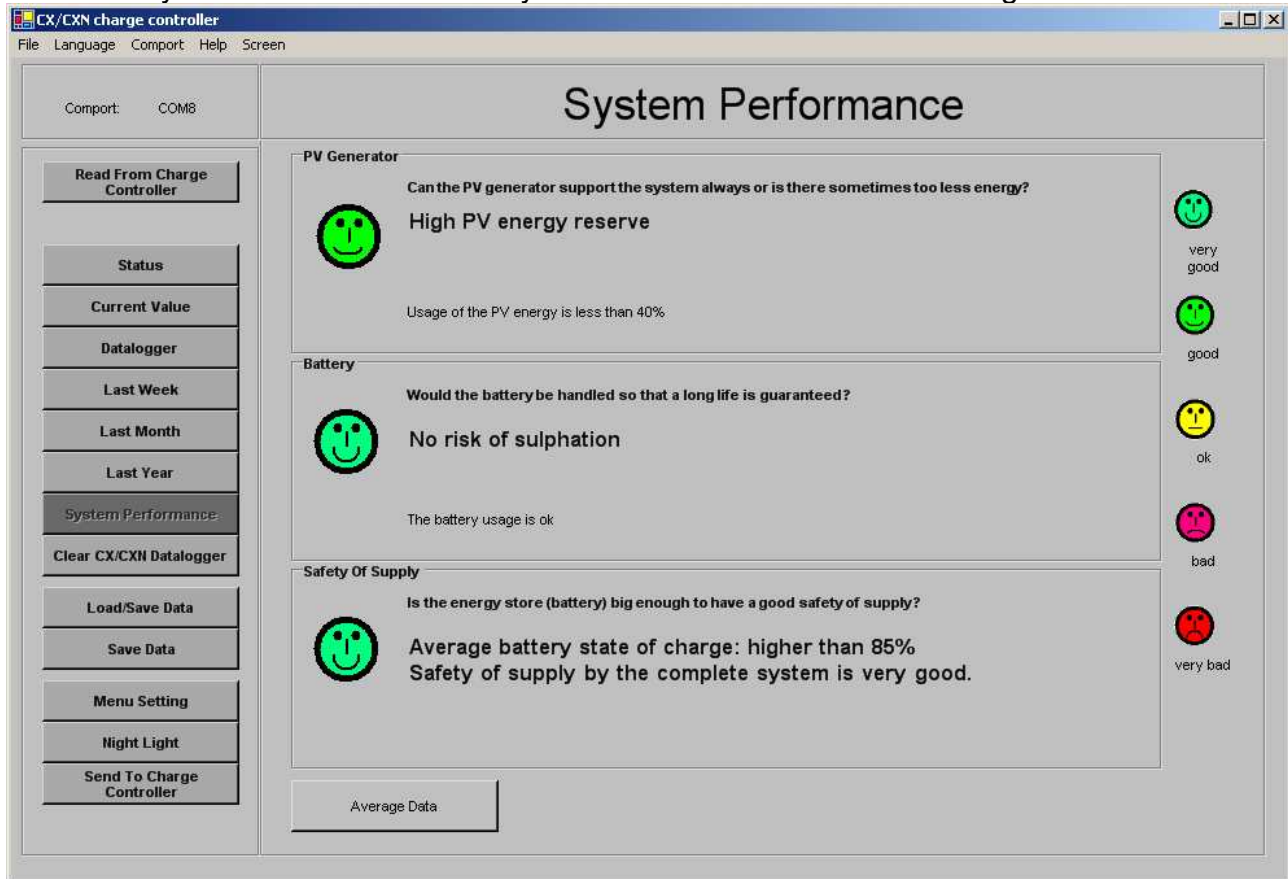 CX/CXN charge controller
File Language Comport Help Screen
Comport: COM8
System Performance
Read From Charge
Controller
Status
Current Value
Datalogger
Last Week
Last Month
Last Year
System Performance
Clear CX/CXN Datalogger
Load/Save Data
Save Data
Menu Setting
Night Light
Send To Charge
Controller
PV Generator
Can the PV generator support the system always or is there sometimes too less energy?
High PV energy reserve
Usage of the PV energy is less than 40%
Battery
Would the battery be handled so that a long life is guaranteed?
No risk of sulphation
The battery usage is ok
Safety Of Supply
Is the energy store (battery) big enough to have a good safety of supply?
Average battery state of charge: higher than 85%
Safety of supply by the complete system is very good.
Average Data
very
good
good
ok
bad
very bad